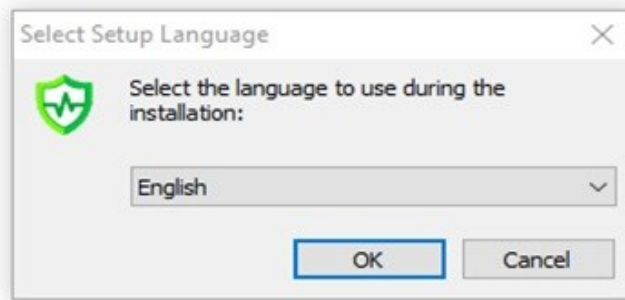 Select Setup Language
Select the language to use during the
installation:
English
OK
Cancel